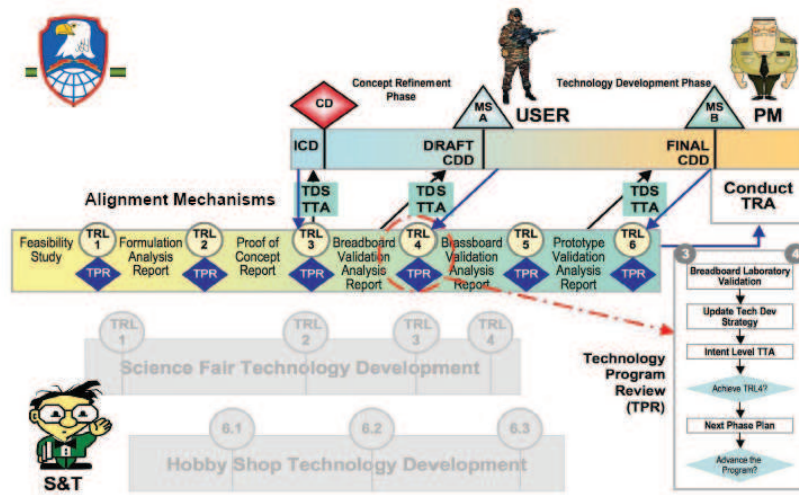 Concept Refinement
Phase
Technology Development Phase
CD
MS
A
USER
MS
B
PM
ICD
DRAFT
CDD
FINAL
CDD
Alignment Mechanisms
TDS
TTA
TDS
TTA
TDS
TTA
Conduct
TRA
Feasibility
Study
TRL
1
TPR
Formulation
Analysis
Report
TRL
2
TPR
Proof of
Concept
Report
TRL
3
TPR
Breadboard
Validation
Analysis
Report
TRL
4
TPR
Brassboard
Validation
Analysis
Report
TRL
5
TPR
Prototype
Validation
Analysis
Report
TRL
6
TPR
3
4
Breadboard Laboratory
Validation
Update Tech Dev
Strategy
Intent Level TTA
Achieve TRL4?
Next Phase Plan
Advance the
Program?
Technology
Program
Review
(TPR)
TRL
1
TRL
2
TRL
3
TRL
4
Science Fair Technology Development
6.1
6.2
6.3
Hobby Shop Technology Development
S&T